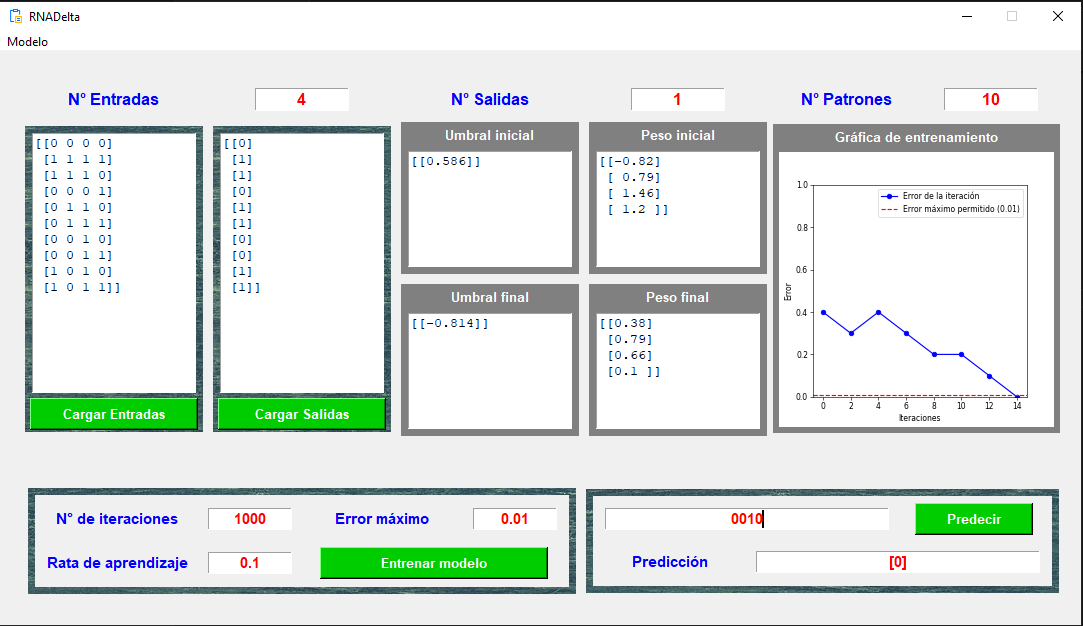 RNADelta
Modelo
N° Entradas
4
N° Salidas
1
N° Patrones
10
[[0 0 0 0]
[1 1 1 1]
[1 1 1 0]
[0 0 0 1]
[0 1 1 0]
[0 1 1 1]
[0 0 1 0]
[0 0 1 1]
[1 0 1 0]
[1 0 1 1]]
Cargar Entradas
[[0]
[1]
[1]
[0]
[1]
[1]
[0]
[0]
[1]
[1]]
Cargar Salidas
Umbral inicial
[[0.586]]
Peso inicial
[[-0.82]
[ 0.79]
[ 1.46]
[ 1.2 ]]
Umbral final
[[-0.814]]
Peso final
[[0.38]
[0.79]
[0.66]
[0.1 ]]
Gráfica de entrenamiento
Error de la iteración
Error máximo permitido (0.01)
1.0
0.8
0.6
0.4
0.2
0.0
Error
0 2 4 6 8 10 12 14
Iteraciones
N° de iteraciones
1000
Error máximo
0.01
Rata de aprendizaje
0.1
Entrenar modelo
0010
Predecir
Predicción
[0]